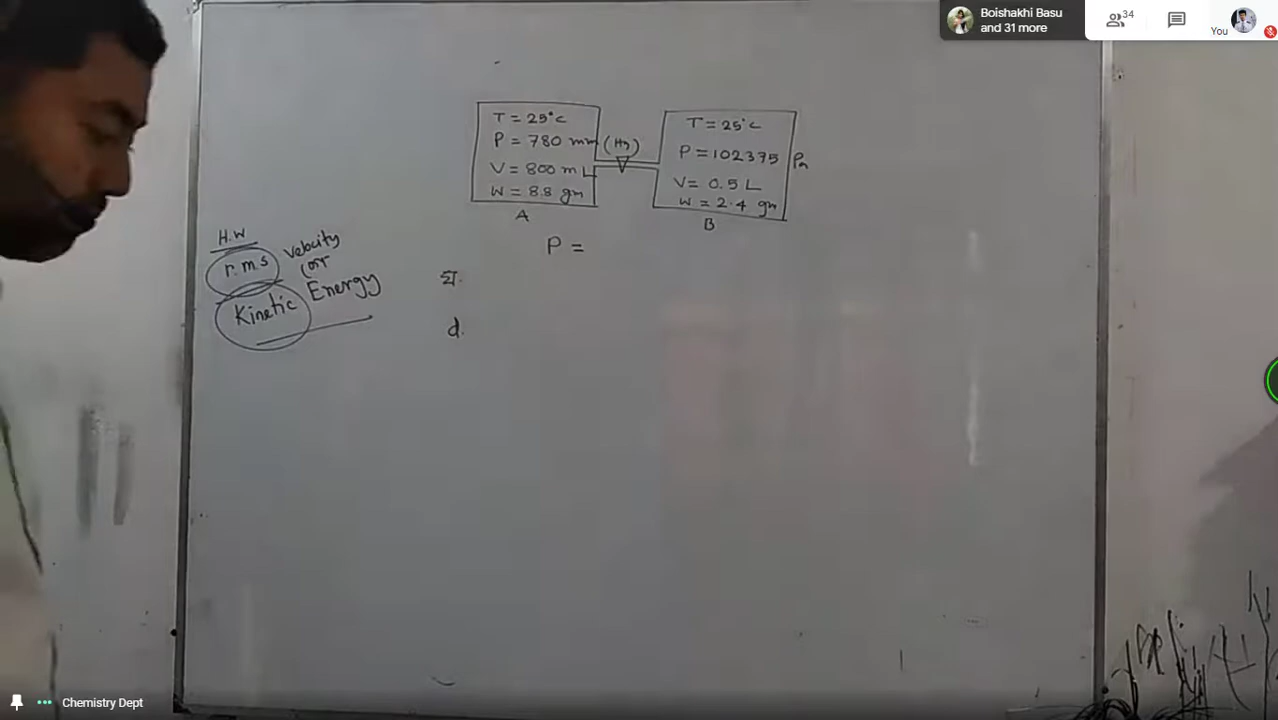 Boishakhi Basu
and 31 more
34
You
T = 25°C
P = 780 mm (Hg)
V = 800 mL
W = 8.8 gm
A
T = 25°C
P = 102375 Pa
V = 0.5 L
W = 2.4 gm
B
P =
H.W
r.m.s velocity
(or
Kinetic Energy
ঘ.
d.
Chemistry Dept